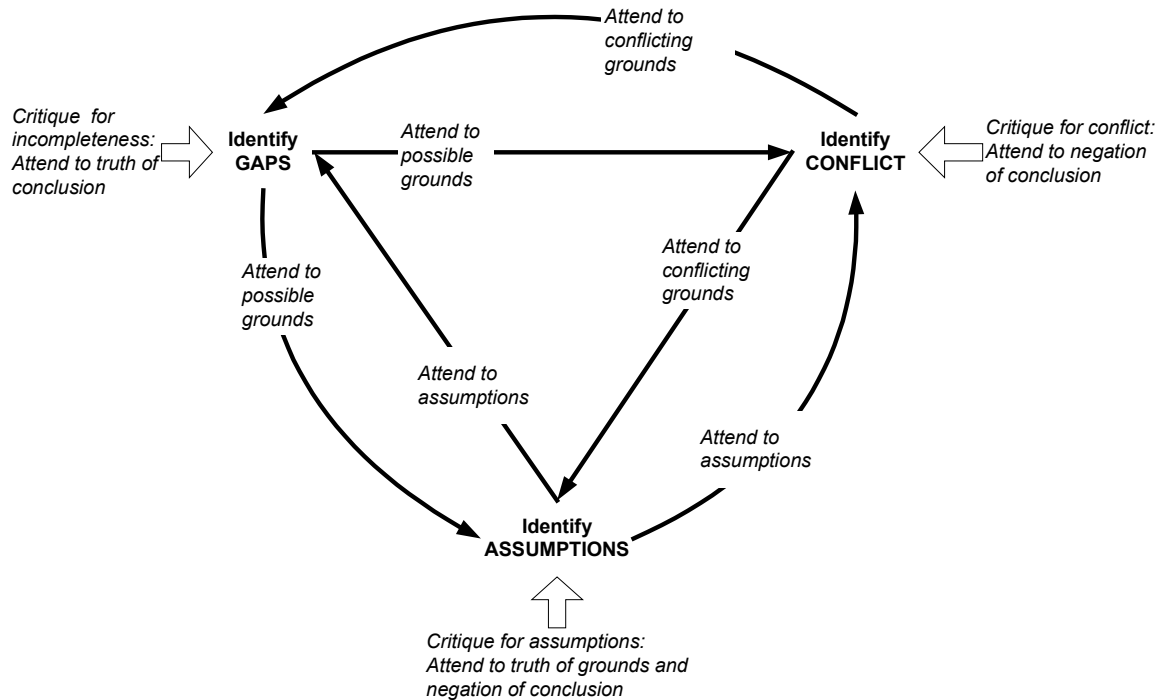 Attend to
conflicting
grounds
Critique for
incompleteness:
Attend to truth of
conclusion
Identify
GAPS
Attend to
possible
grounds
Identify
CONFLICT
Critique for conflict:
Attend to negation
of conclusion
Attend to
possible
grounds
Attend to
conflicting
grounds
Attend to
assumptions
Attend to
assumptions
Identify
ASSUMPTIONS
Critique for assumptions:
Attend to truth of grounds and
negation of conclusion